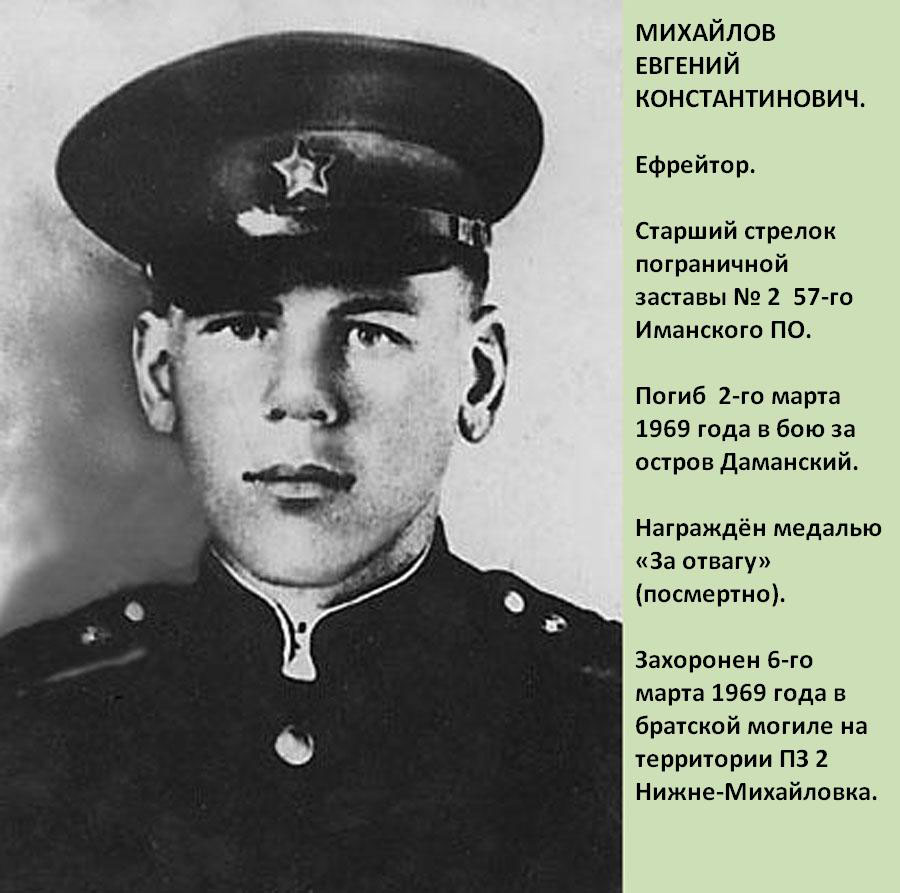 МИХАЙЛОВ
ЕВГЕНИЙ
КОНСТАНТИНОВИЧ.
Ефрейтор.
Старший стрелок
пограничной
заставы № 2 57-го
Иманского ПО.
Погиб 2-го марта
1969 года в бою за
остров Даманский.
Награждён медалью
«За отвагу»
(посмертно).
Захоронен 6-го
марта 1969 года в
братской могиле на
территории ПЗ 2
Нижне-Михайловка.